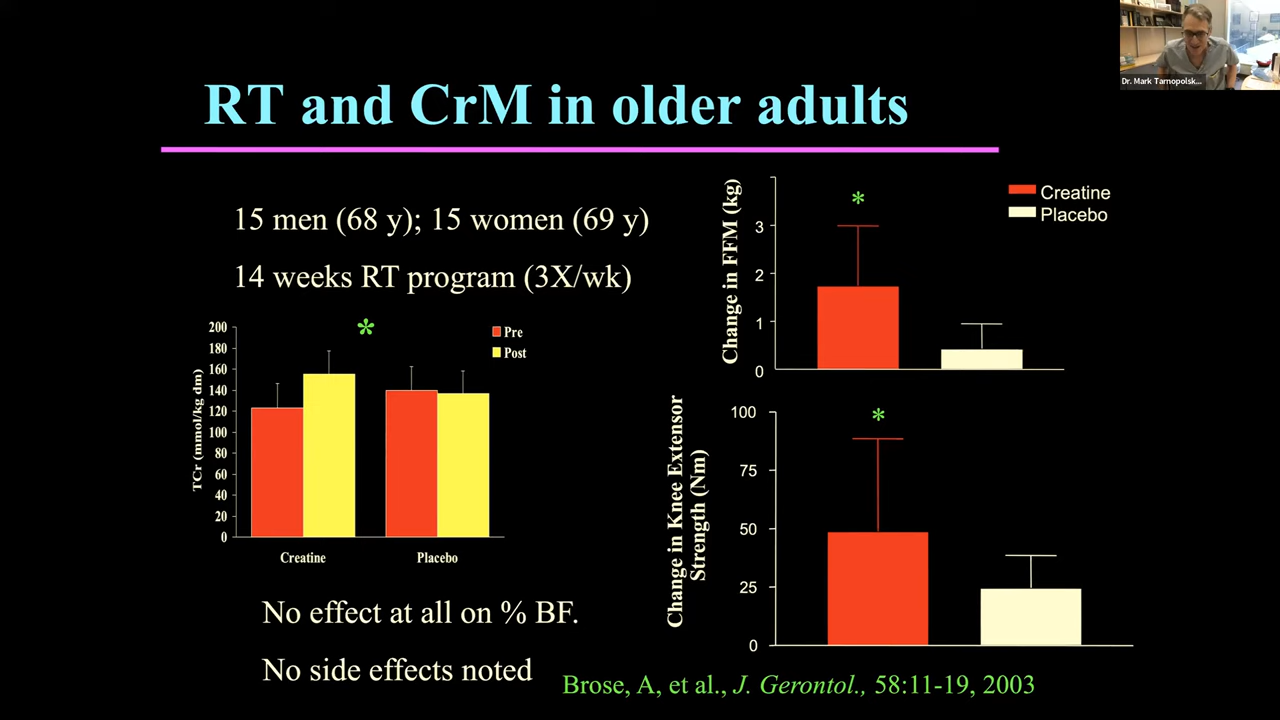 Dr. Mark Tarnopolsk...
RT and CrM in older adults
15 men (68 y); 15 women (69 y)
14 weeks RT program (3X/wk)
*
200
180
160
140
120
100
80
60
40
20
0
TCr (mmol/kg dm)
Pre
Post
Creatine
Placebo
No effect at all on % BF.
No side effects noted
Change in FFM (kg)
3
2
1
0
*
Creatine
Placebo
Change in Knee Extensor
Strength (Nm)
100
75
50
25
0
*
Brose, A, et al., J. Gerontol., 58:11-19, 2003